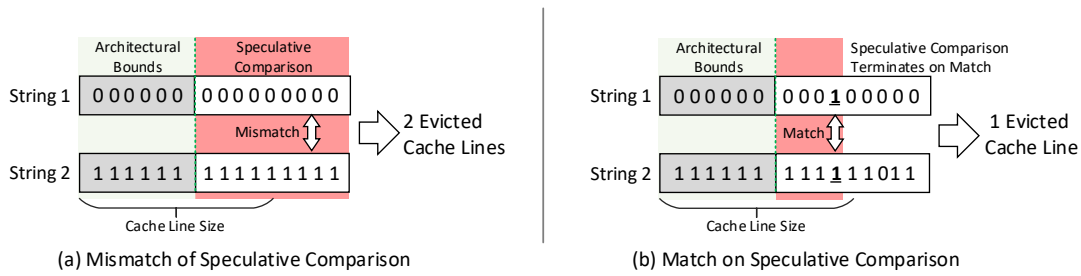 Architectural Bounds
Speculative Comparison
String 1
0 0 0 0 0 0 0 0 0 0 0 0 0 0 0
Mismatch
2 Evicted Cache Lines
String 2
1 1 1 1 1 1 1 1 1 1 1 1 1 1 1
Cache Line Size
(a) Mismatch of Speculative Comparison
Architectural Bounds
Speculative Comparison Terminates on Match
String 1
0 0 0 0 0 0 0 0 0 1 0 0 0 0 0
Match
1 Evicted Cache Line
String 2
1 1 1 1 1 1 1 1 1 1 1 1 0 1 1
Cache Line Size
(b) Match on Speculative Comparison